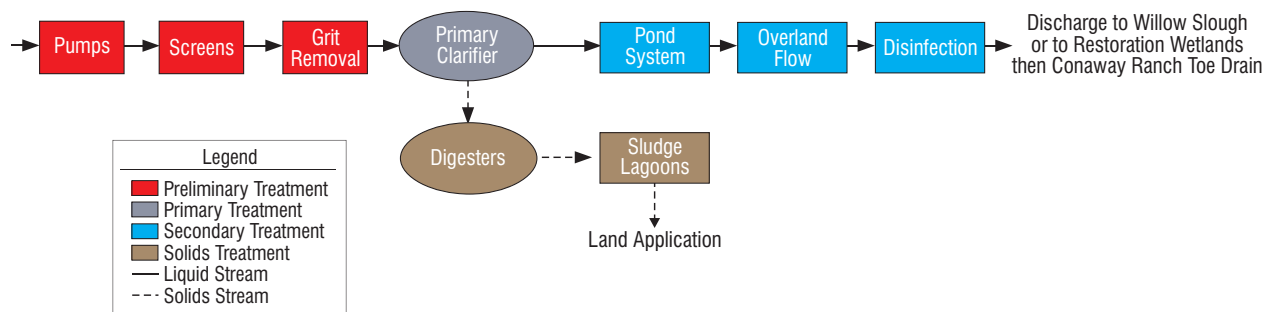 Pumps
Screens
Grit
Removal
Primary
Clarifier
Pond
System
Overland
Flow
Disinfection
Discharge to Willow Slough
or to Restoration Wetlands
then Conaway Ranch Toe Drain
Digesters
Sludge
Lagoons
Land Application
Legend
Preliminary Treatment
Primary Treatment
Secondary Treatment
Solids Treatment
Liquid Stream
Solids Stream